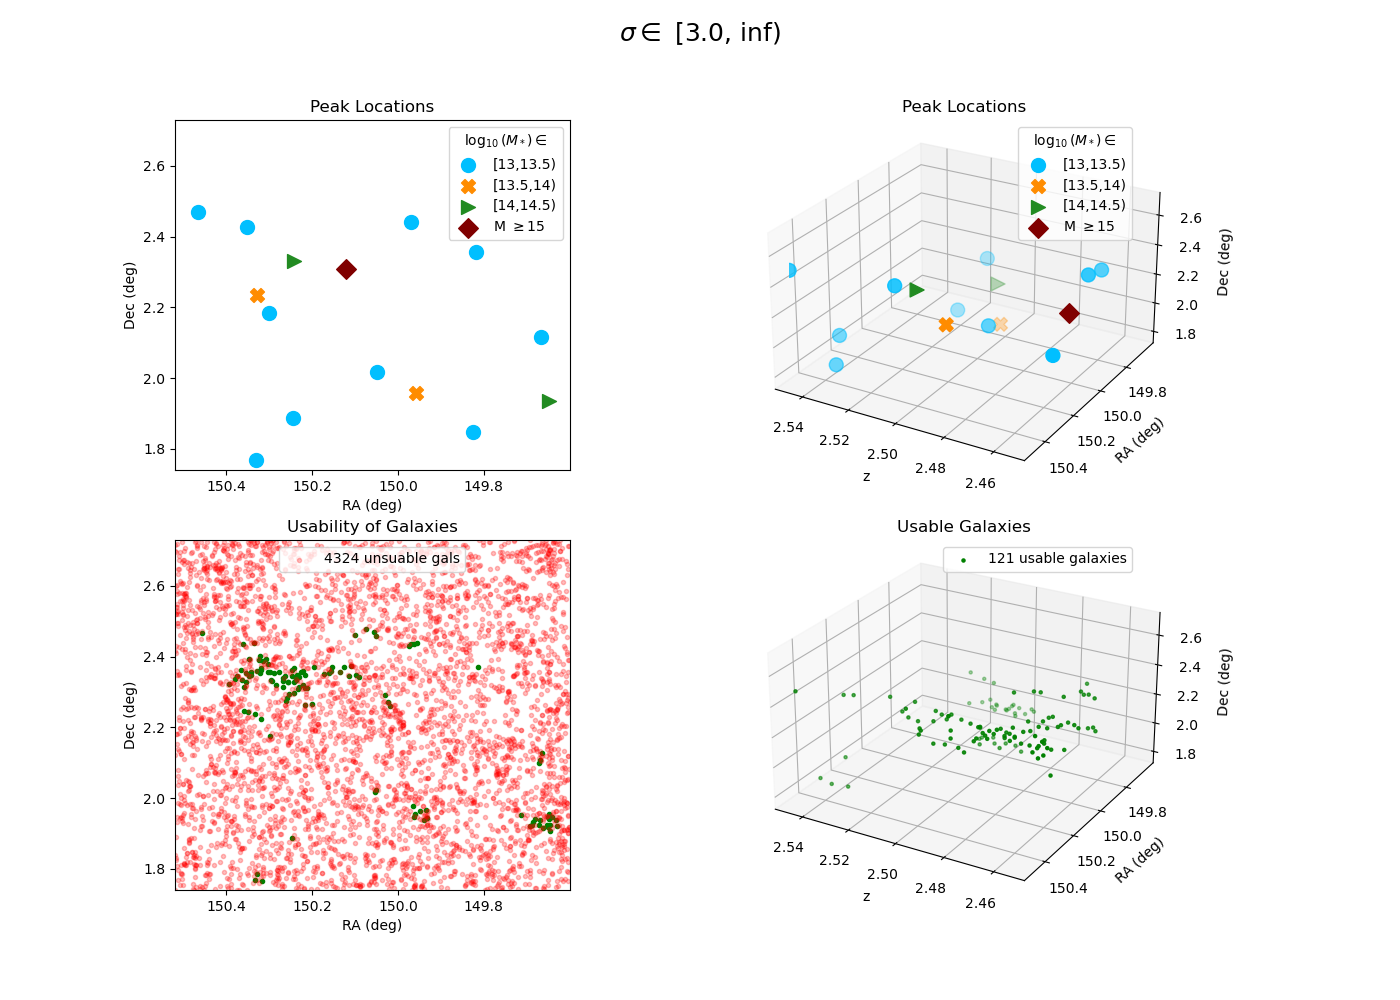 σ ∈ [3.0, inf)
Peak Locations
log₁₀(M*) ∈
[13,13.5)
[13.5,14)
[14,14.5)
M ≥15
2.6
2.4
2.2
2.0
1.8
Dec (deg)
150.4 150.2 150.0 149.8
RA (deg)
Peak Locations
log₁₀(M*) ∈
[13,13.5)
[13.5,14)
[14,14.5)
M ≥15
2.6
2.4
2.2
2.0
1.8
Dec (deg)
149.8
150.0
150.2
150.4
RA (deg)
2.54
2.52
2.50
2.48
2.46
z
Usability of Galaxies
4324 unsuable gals
2.6
2.4
2.2
2.0
1.8
Dec (deg)
150.4 150.2 150.0 149.8
RA (deg)
Usable Galaxies
121 usable galaxies
2.6
2.4
2.2
2.0
1.8
Dec (deg)
149.8
150.0
150.2
150.4
RA (deg)
2.54
2.52
2.50
2.48
2.46
z